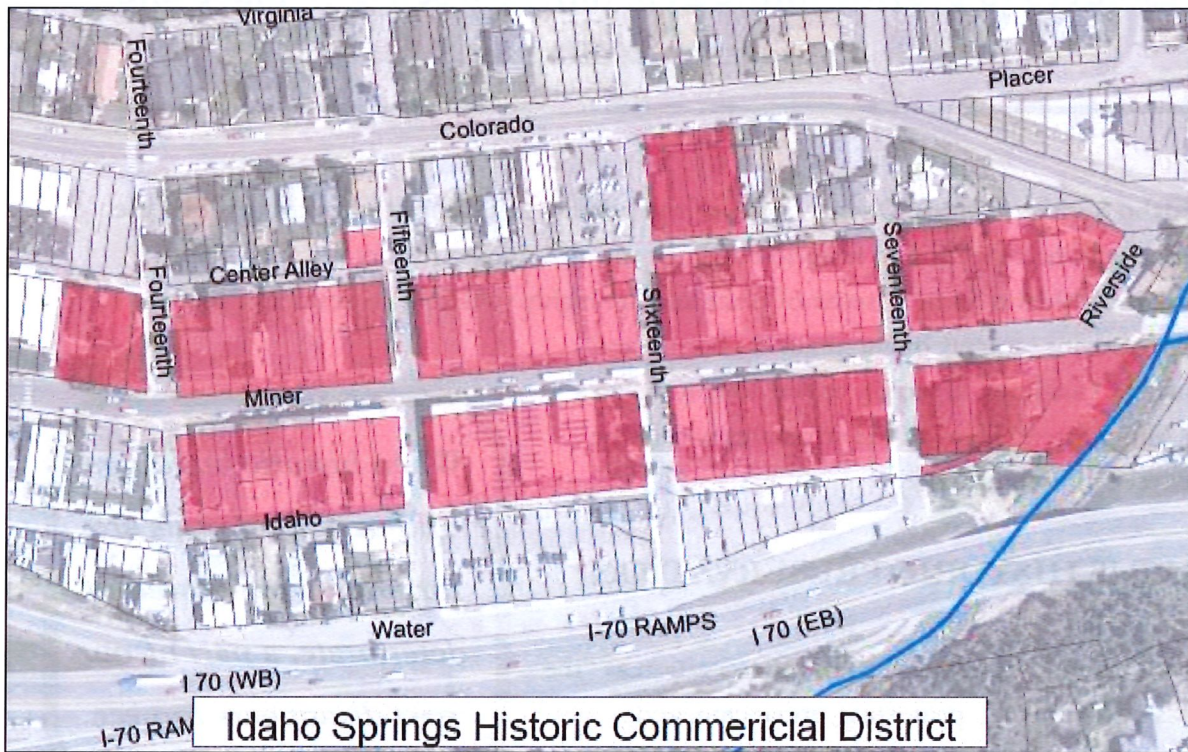 Virginia
Fourteenth
Placer
Colorado
Fifteenth
Center Alley
Fourteenth
Sixteenth
Seventeenth
Riverside
Miner
Idaho
Water
I-70 RAMPS
I 70 (EB)
I 70 (WB)
I-70 RAM
Idaho Springs Historic Commericial District